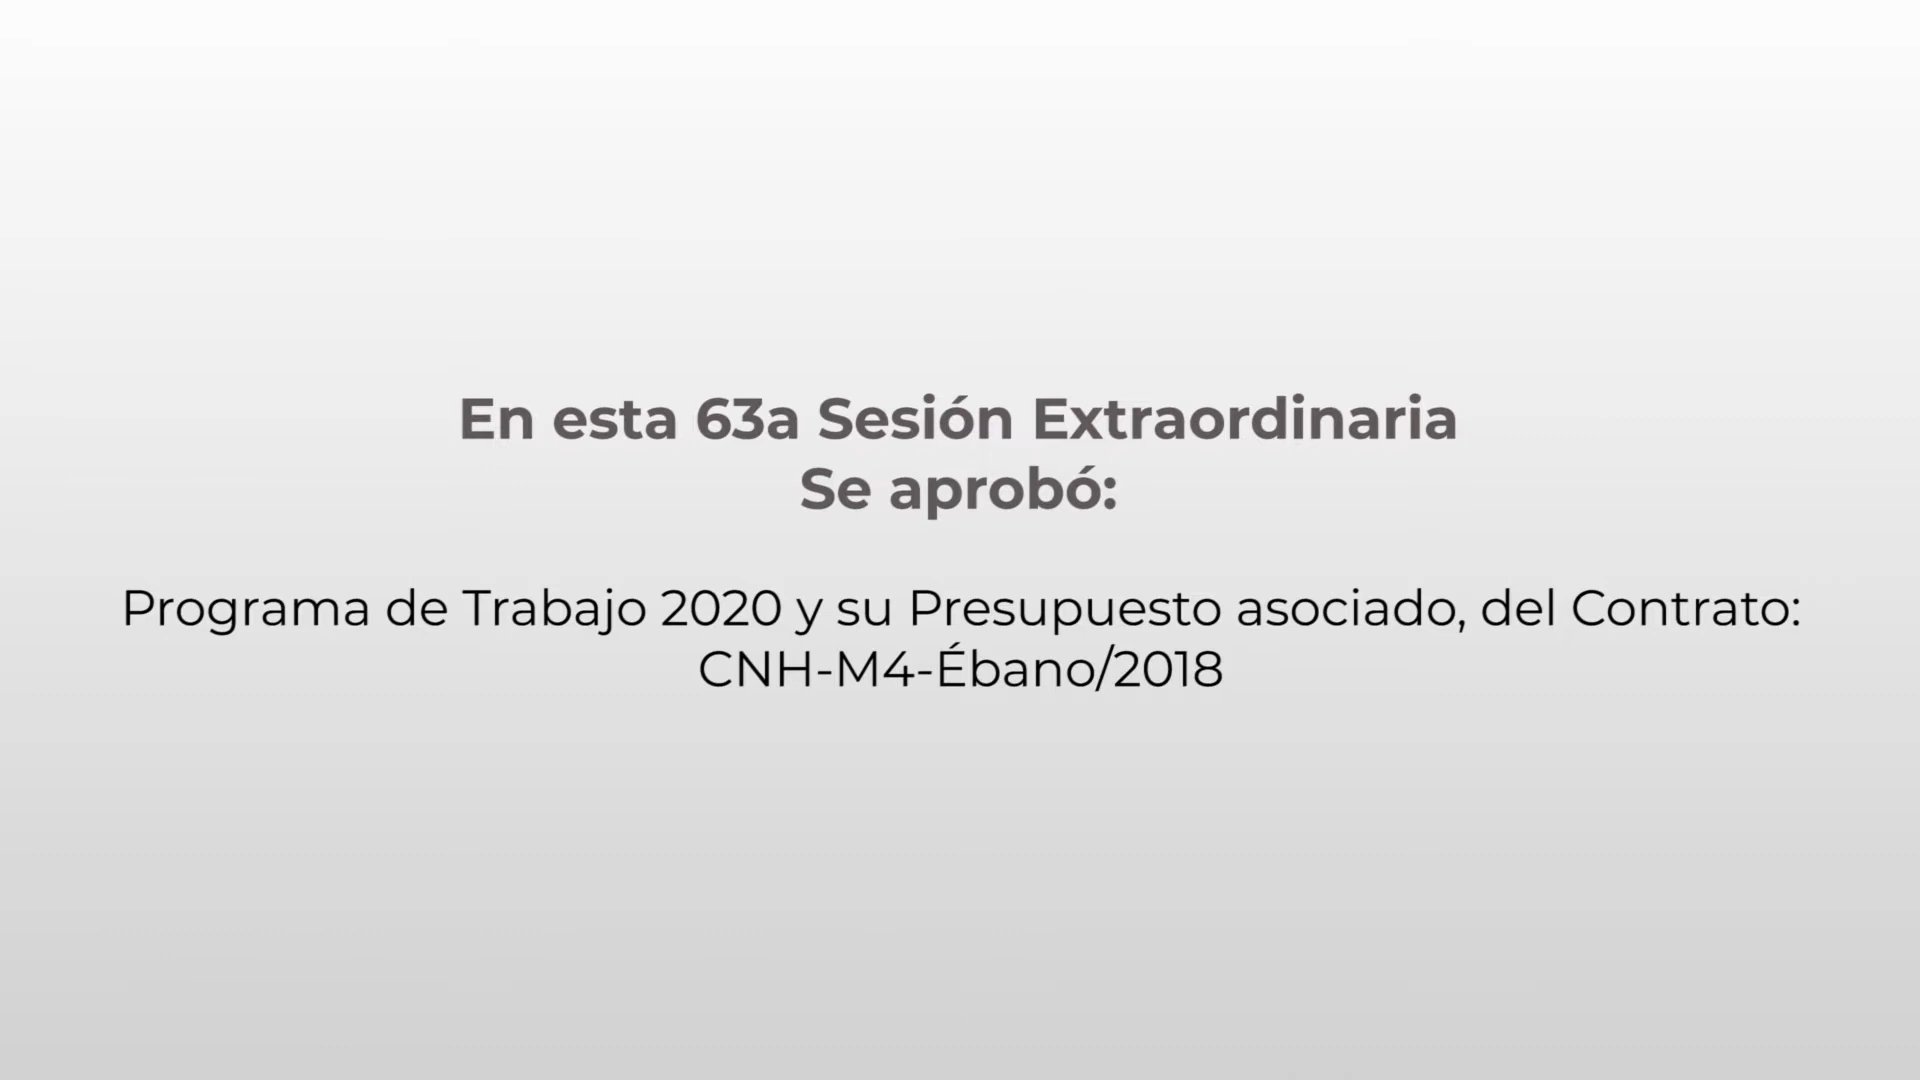 En esta 63a Sesión Extraordinaria
Se aprobó:
Programa de Trabajo 2020 y su Presupuesto asociado, del Contrato:
CNH-M4-Ébano/2018